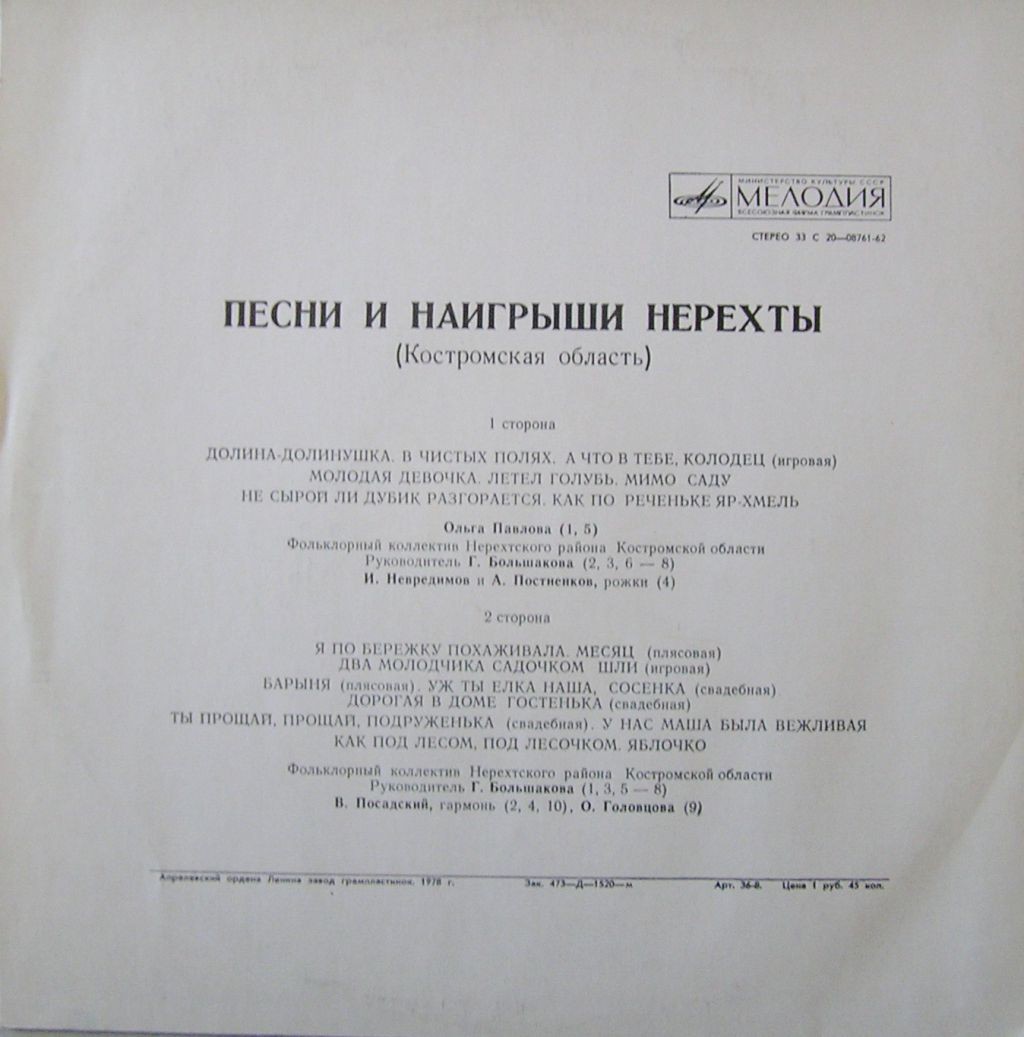 МИНИСТЕРСТВО КУЛЬТУРЫ СССР
МЕЛОДИЯ
ВСЕСОЮЗНАЯ ФИРМА ГРАМПЛАСТИНОК
СТЕРЕО 33 С 20—08761-62
ПЕСНИ И НАИГРЫШИ НЕРЕХТЫ
(Костромская область)
1 сторона
ДОЛИНА-ДОЛИНУШКА. В ЧИСТЫХ ПОЛЯХ. А ЧТО В ТЕБЕ, КОЛОДЕЦ (игровая)
МОЛОДАЯ ДЕВОЧКА. ЛЕТЕЛ ГОЛУБЬ. МИМО САДУ
НЕ СЫРОЙ ЛИ ДУБИК РАЗГОРАЕТСЯ. КАК ПО РЕЧЕНЬКЕ ЯР-ХМЕЛЬ
Ольга Павлова (1, 5)
Фольклорный коллектив Нерехтского района Костромской области
Руководитель Г. Большакова (2, 3, 6 — 8)
И. Невредимов и А. Постненков, рожки (4)
2 сторона
Я ПО БЕРЕЖКУ ПОХАЖИВАЛА. МЕСЯЦ (плясовая)
ДВА МОЛОДЧИКА САДОЧКОМ ШЛИ (игровая)
БАРЫНЯ (плясовая). УЖ ТЫ ЕЛКА НАША, СОСЕНКА (свадебная)
ДОРОГАЯ В ДОМЕ ГОСТЕНЬКА (свадебная)
ТЫ ПРОЩАЙ, ПРОЩАЙ, ПОДРУЖЕНЬКА (свадебная). У НАС МАША БЫЛА ВЕЖЛИВАЯ
КАК ПОД ЛЕСОМ, ПОД ЛЕСОЧКОМ. ЯБЛОЧКО
Фольклорный коллектив Нерехтского района Костромской области
Руководитель Г. Большакова (1, 3, 5 — 8)
В. Посадский, гармонь (2, 4, 10), О. Головцова (9)
Апрелевский ордена Ленина завод грампластинок. 1978 г. Зак. 473—Д—1520—м Арт. 36-8. Цена 1 руб. 45 коп.